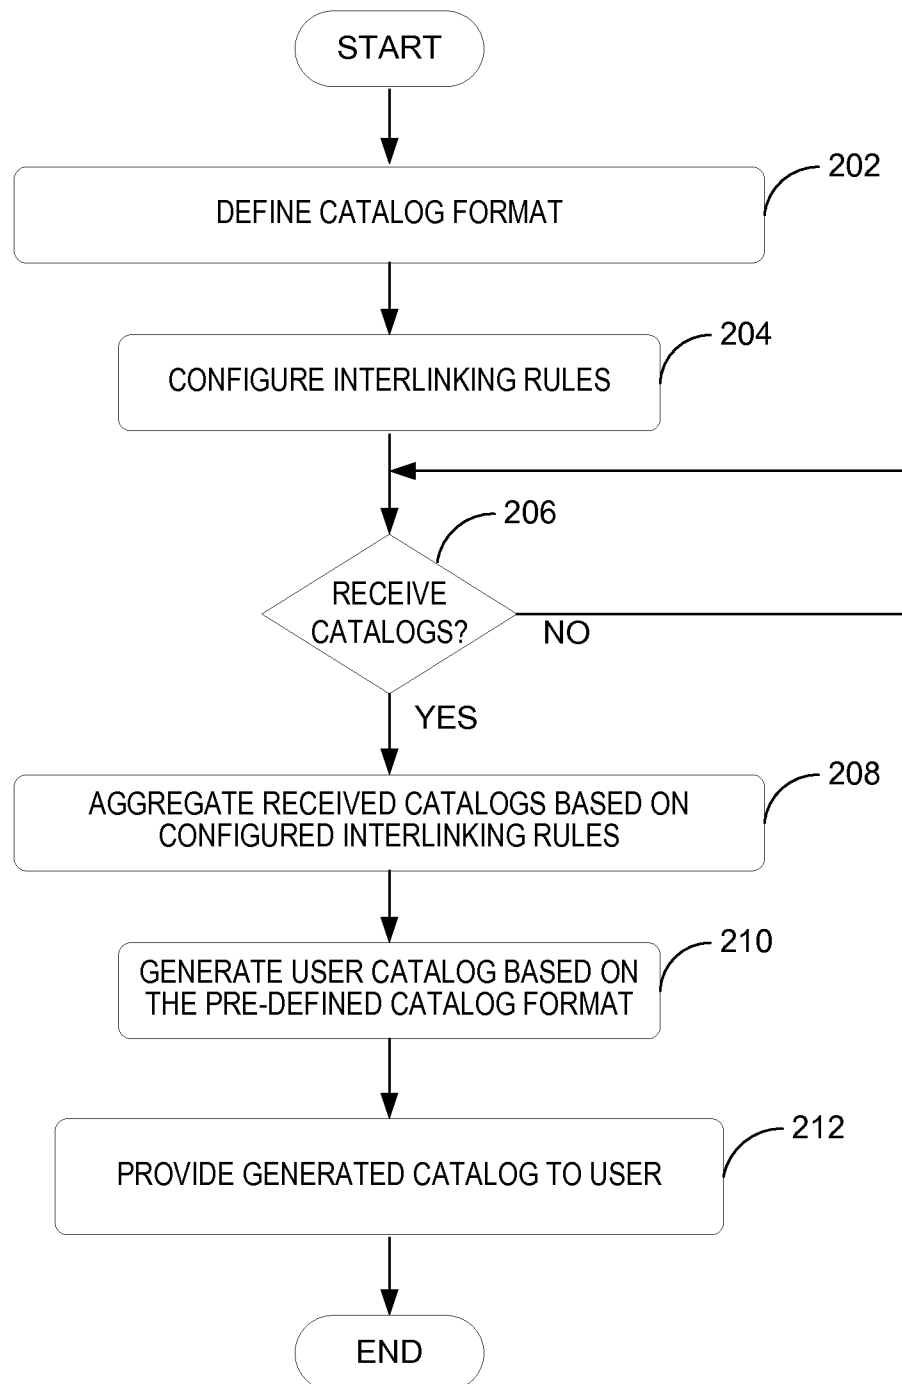 START
202
DEFINE CATALOG FORMAT
204
CONFIGURE INTERLINKING RULES
206
RECEIVE
CATALOGS?
NO
YES
208
AGGREGATE RECEIVED CATALOGS BASED ON
CONFIGURED INTERLINKING RULES
210
GENERATE USER CATALOG BASED ON
THE PRE-DEFINED CATALOG FORMAT
212
PROVIDE GENERATED CATALOG TO USER
END